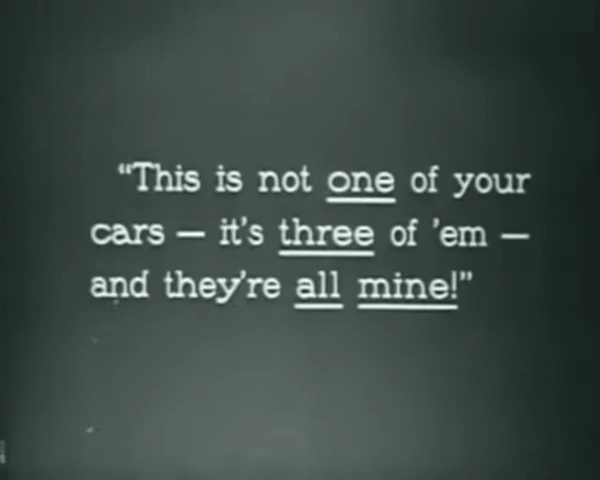 “This is not one of your
cars — it's three of 'em —
and they're all mine!”